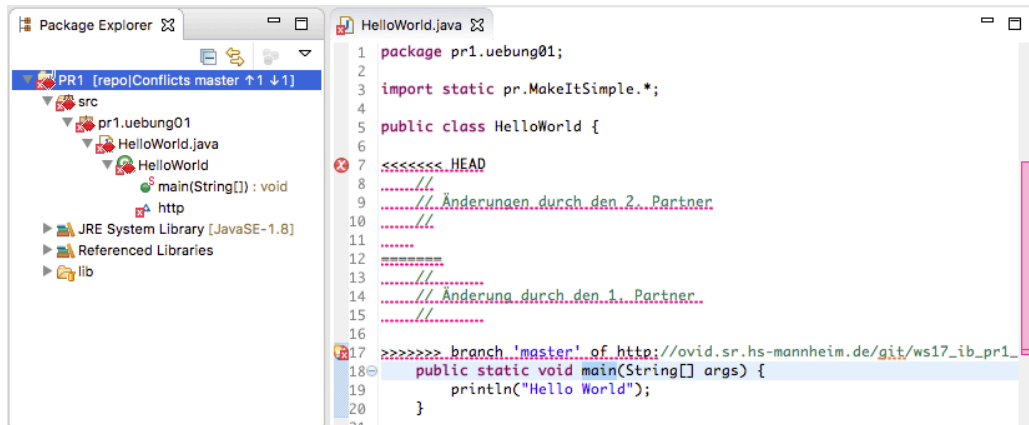 Package Explorer
PR1 [repo|Conflicts master ↑1 ↓1]
src
pr1.uebung01
HelloWorld.java
HelloWorld
S main(String[]) : void
http
JRE System Library [JavaSE-1.8]
Referenced Libraries
lib
HelloWorld.java
1 package pr1.uebung01;
2
3 import static pr.MakeItSimple.*;
4
5 public class HelloWorld {
6
7 <<<<<<< HEAD
8 //
9 // Änderungen durch den 2. Partner
10 //
11
12 =======
13 //
14 // Änderung durch den 1. Partner
15 //
16
17 >>>>>>> branch 'master' of http://ovid.sr.hs-mannheim.de/git/ws17_ib_pr1_
18 public static void main(String[] args) {
19 println("Hello World");
20 }